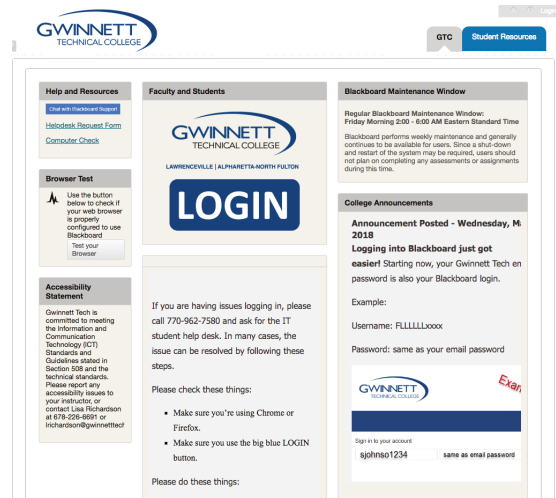 Login
GWINNETT
TECHNICAL COLLEGE
GTC
Student Resources
Help and Resources
Chat with Blackboard Support
Helpdesk Request Form
Computer Check
Browser Test
Use the button
below to check if
your web browser
is properly
configured to use
Blackboard
Test your
Browser
Accessibility
Statement
Gwinnett Tech is
committed to meeting
the Information and
Communication
Technology (ICT)
Standards and
Guidelines stated in
Section 508 and the
technical standards.
Please report any
accessibility issues to
your instructor, or
contact Lisa Richardson
at 678-226-6691 or
lrichardson@gwinnetttech
Faculty and Students
GWINNETT
TECHNICAL COLLEGE
LAWRENCEVILLE | ALPHARETTA-NORTH FULTON
LOGIN
If you are having issues logging in, please
call 770-962-7580 and ask for the IT
student help desk. In many cases, the
issue can be resolved by following these
steps.
Please check these things:
▪ Make sure you're using Chrome or
Firefox.
▪ Make sure you use the big blue LOGIN
button.
Please do these things:
Blackboard Maintenance Window
Regular Blackboard Maintenance Window:
Friday Morning 2:00 - 6:00 AM Eastern Standard Time
Blackboard performs weekly maintenance and generally
continues to be available for users. Since a shut-down
and restart of the system may be required, users should
not plan on completing any assessments or assignments
during this time.
College Announcements
Announcement Posted - Wednesday, Ma
2018
Logging into Blackboard just got
easier! Starting now, your Gwinnett Tech em
password is also your Blackboard login.
Example:
Username: FLLLLLLxxxx
Password: same as your email password
GWINNETT
TECHNICAL COLLEGE
Exam
Sign in to your account
sjohnso1234
same as email password